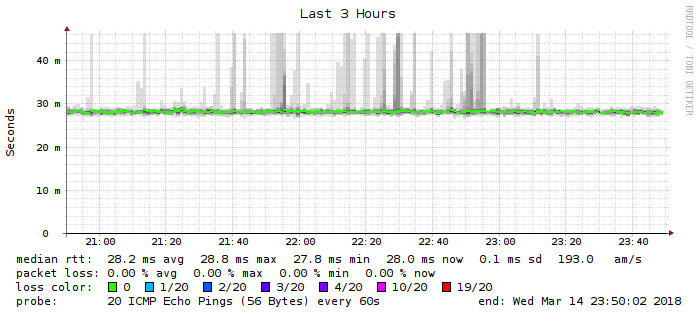 Last 3 Hours
RRDTOOL / TOBI OETIKER
Seconds
40 m
30 m
20 m
10 m
0
21:00 21:20 21:40 22:00 22:20 22:40 23:00 23:20 23:40
median rtt: 28.2 ms avg 28.8 ms max 27.8 ms min 28.0 ms now 0.1 ms sd 193.0 am/s
packet loss: 0.00 % avg 0.00 % max 0.00 % min 0.00 % now
loss color: 0 1/20 2/20 3/20 4/20 10/20 19/20
probe: 20 ICMP Echo Pings (56 Bytes) every 60s end: Wed Mar 14 23:50:02 2018